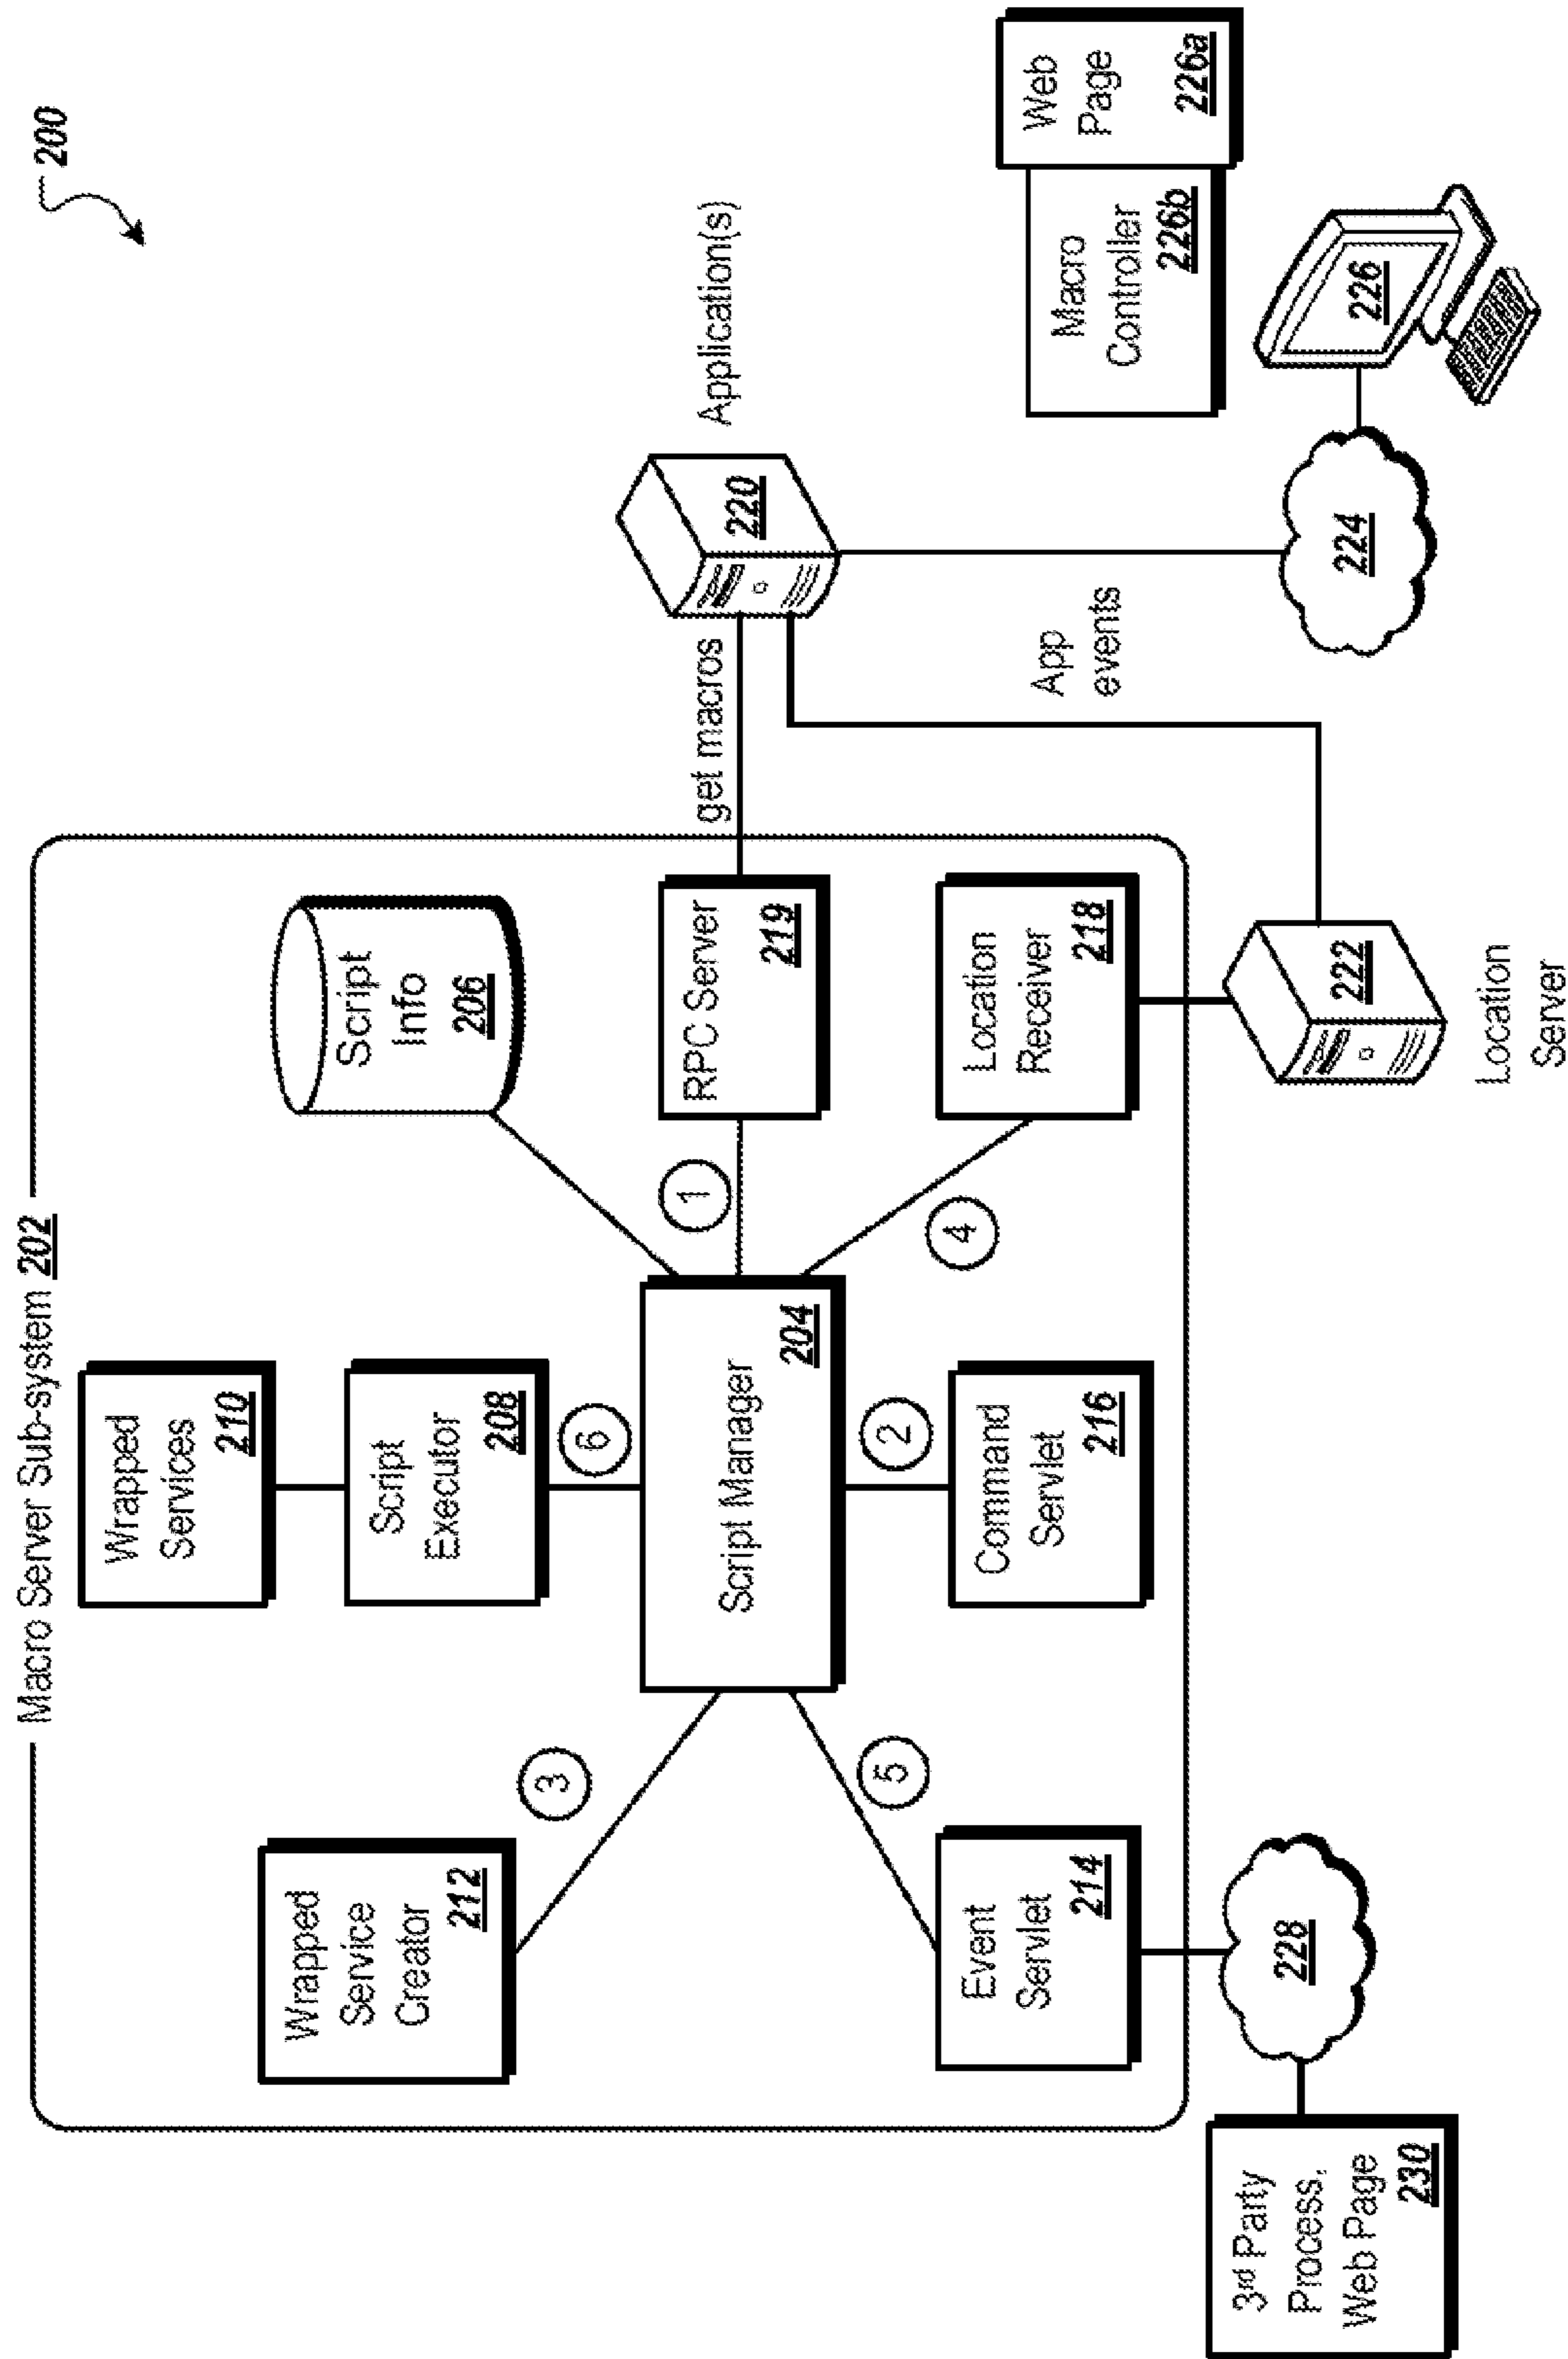 200
Macro Server Sub-system 202
Wrapped
Services
210
Wrapped
Service
Creator
212
Script
Executor
208
Script
Info
206
3
6
1
Script Manager
204
RPC Server
219
get macros
Application(s)
220
5
2
4
Event
Servlet
214
Command
Servlet
216
Location
Receiver
218
App
events
Macro
Controller
226b
Web
Page
226a
3rd Party
Process,
Web Page
230
228
222
Location
Server
224
226